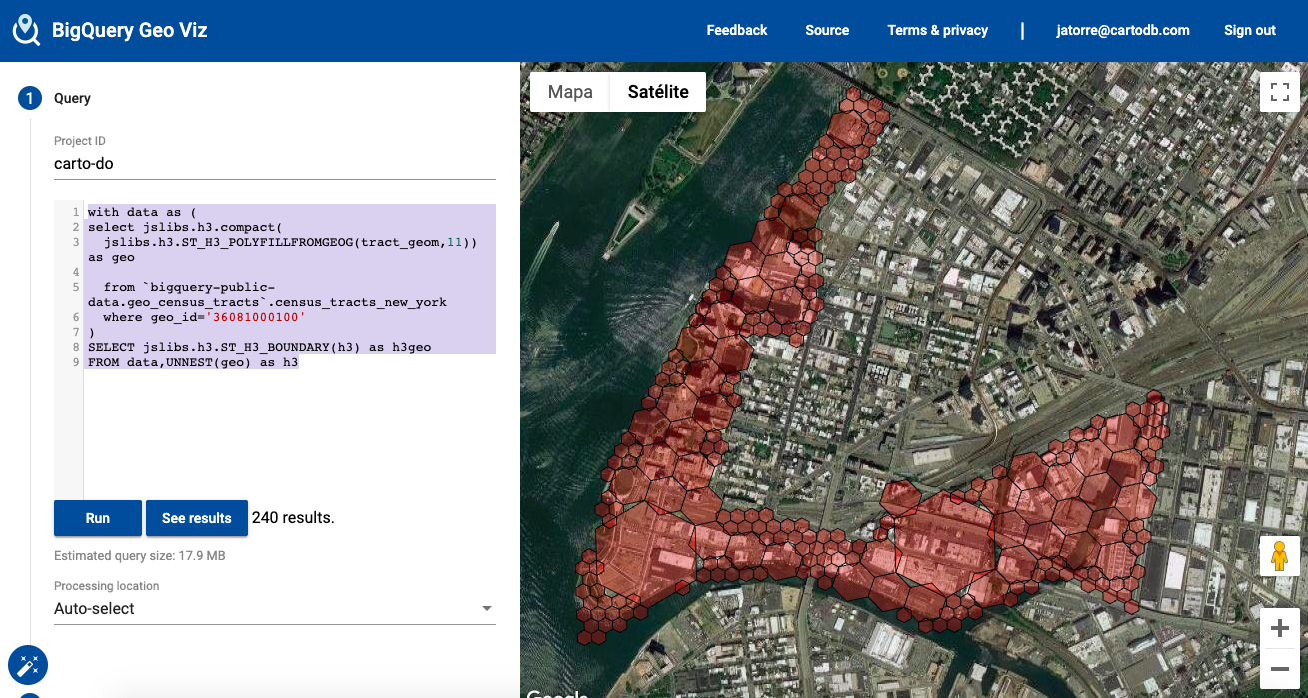 BigQuery Geo Viz
Feedback
Source
Terms & privacy
|
jatorre@cartodb.com
Sign out
1
Query
Project ID
carto-do
1 with data as (
2 select jslibs.h3.compact(
3 jslibs.h3.ST_H3_POLYFILLFROMGEOG(tract_geom,11))
as geo
4
5 from `bigquery-public-
data.geo_census_tracts`.census_tracts_new_york
6 where geo_id='36081000100'
7 )
8 SELECT jslibs.h3.ST_H3_BOUNDARY(h3) as h3geo
9 FROM data,UNNEST(geo) as h3
Run
See results
240 results.
Estimated query size: 17.9 MB
Processing location
Auto-select
Mapa
Satélite
Google